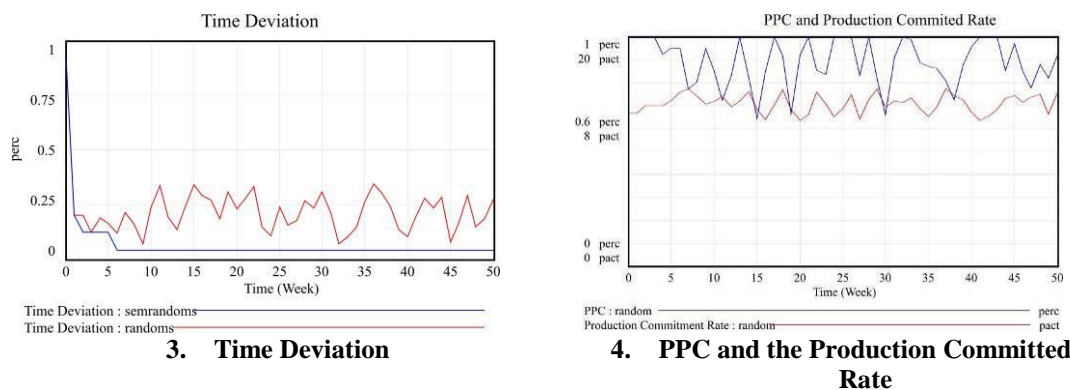 Time Deviation
1
0.75
0.5
0.25
0
perc
0 5 10 15 20 25 30 35 40 45 50
Time (Week)
Time Deviation : semrandoms
Time Deviation : randoms
3. Time Deviation
PPC and Production Commited Rate
1 perc
20 pact
0.6 perc
8 pact
0 perc
0 pact
0 5 10 15 20 25 30 35 40 45 50
Time (Week)
PPC : random perc
Production Commitment Rate : random pact
4. PPC and the Production Committed
Rate